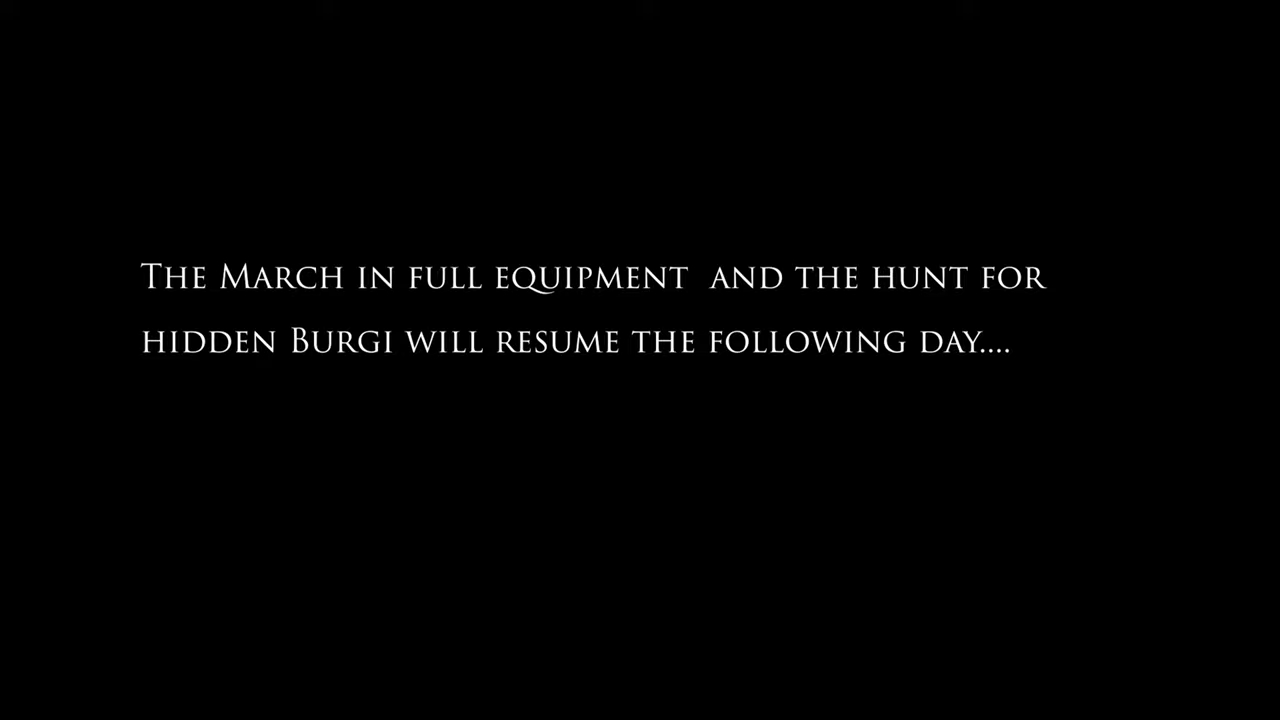 The March in full equipment  and the hunt for
hidden Burgi will resume the following day....